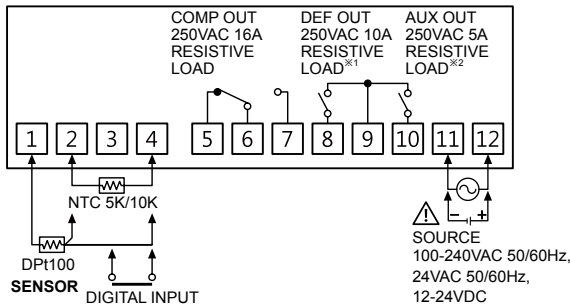 COMP OUT
250VAC 16A
RESISTIVE
LOAD
DEF OUT
250VAC 10A
RESISTIVE
LOAD※1
AUX OUT
250VAC 5A
RESISTIVE
LOAD※2
1 2 3 4 5 6 7 8 9 10 11 12
NTC 5K/10K
DPt100
SENSOR
DIGITAL INPUT
− +
SOURCE
100-240VAC 50/60Hz,
24VAC 50/60Hz,
12-24VDC